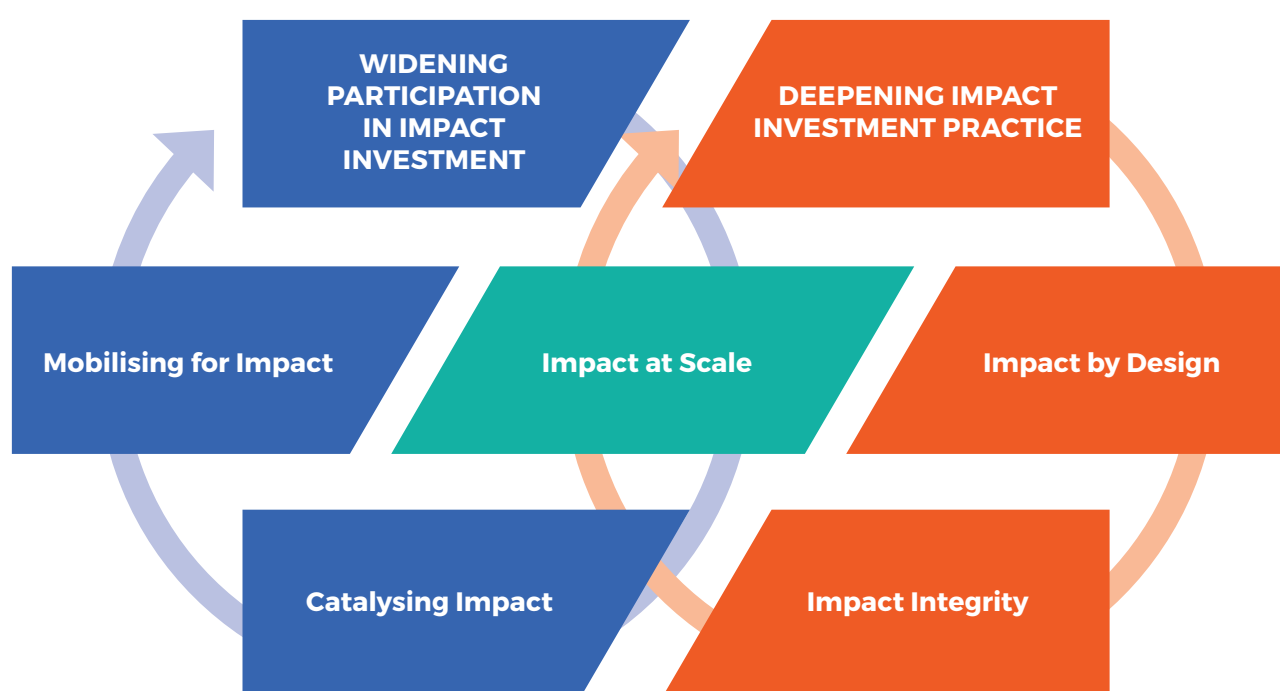 WIDENING
PARTICIPATION
IN IMPACT
INVESTMENT
DEEPENING IMPACT
INVESTMENT PRACTICE
Mobilising for Impact
Impact at Scale
Impact by Design
Catalysing Impact
Impact Integrity